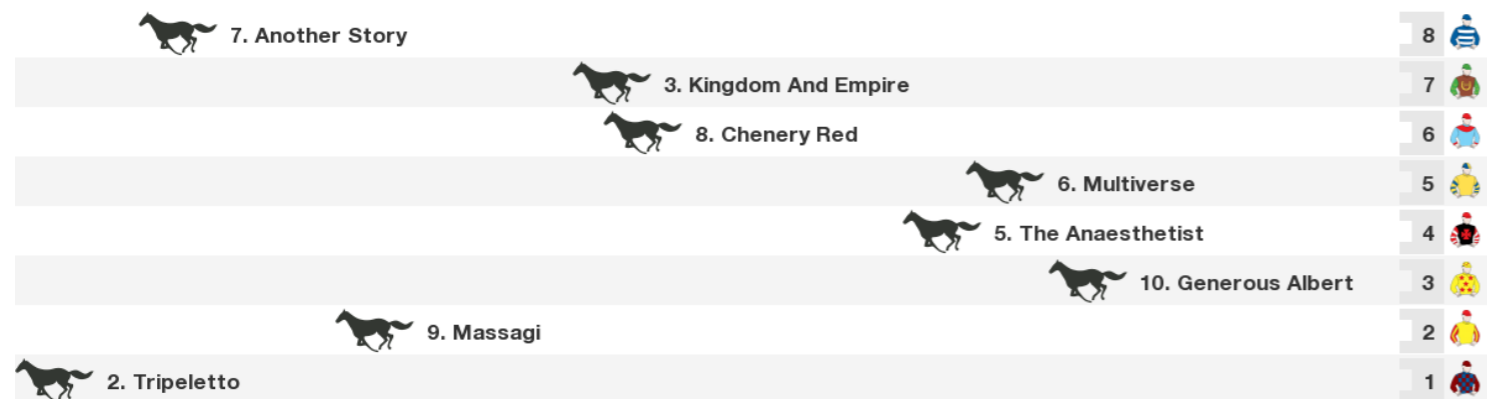 7. Another Story 8
3. Kingdom And Empire 7
8. Chenery Red 6
6. Multiverse 5
5. The Anaesthetist 4
10. Generous Albert 3
9. Massagi 2
2. Tripeletto 1